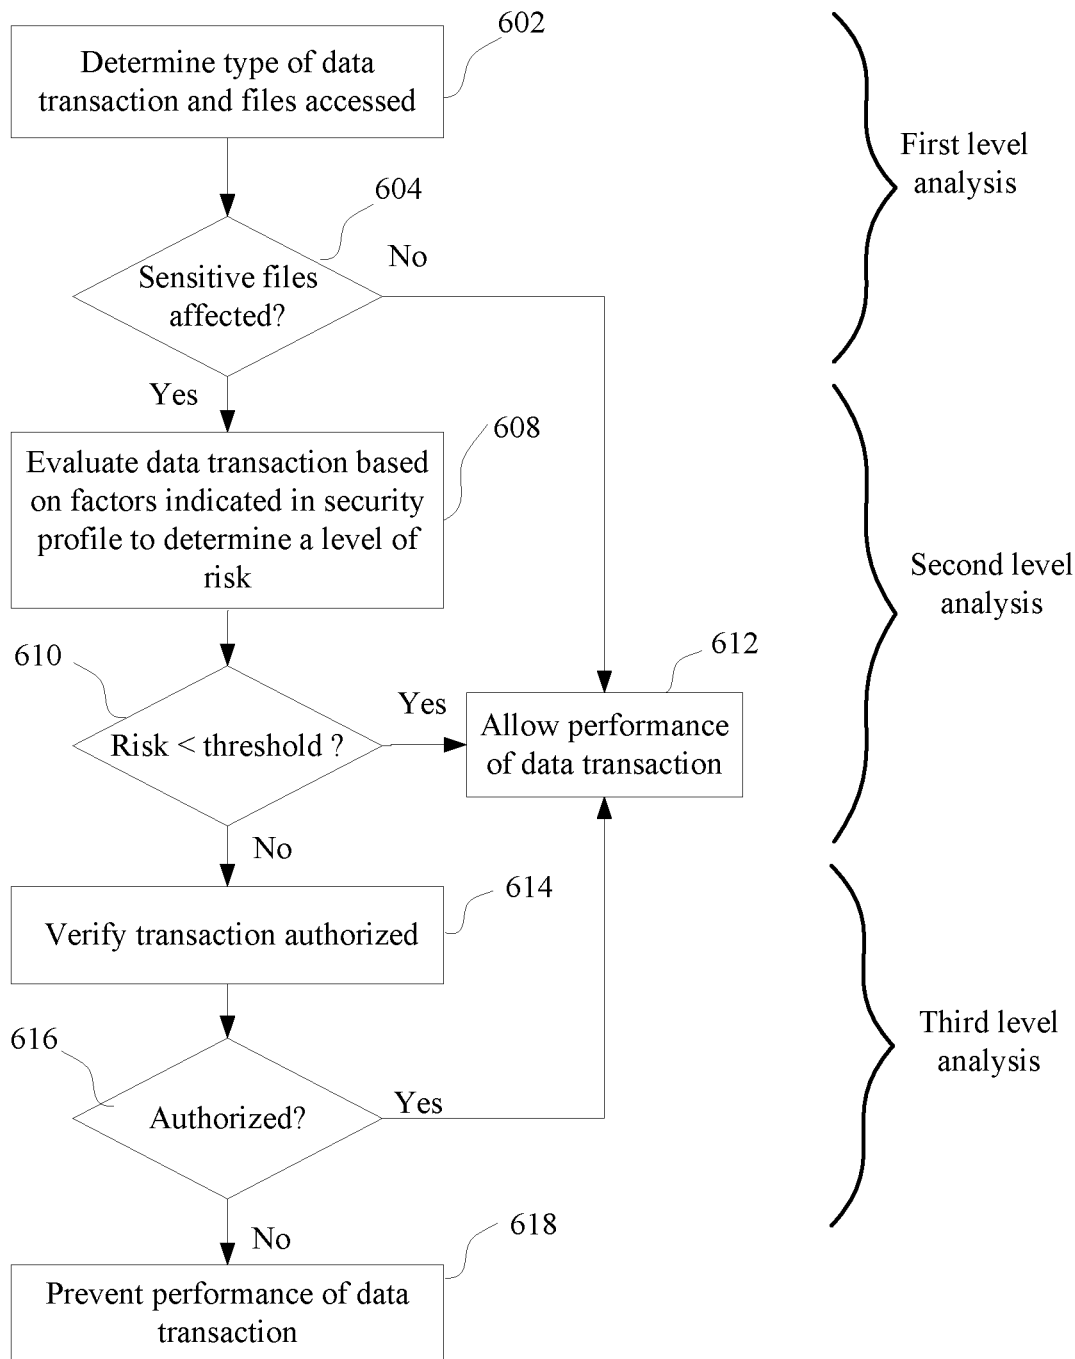 602
Determine type of data
transaction and files accessed
First level
analysis
604
No
Sensitive files
affected?
Yes
608
Evaluate data transaction based
on factors indicated in security
profile to determine a level of
risk
Second level
analysis
610
612
Yes
Risk < threshold ?
Allow performance
of data transaction
No
614
Verify transaction authorized
Third level
analysis
616
Authorized?
Yes
No
618
Prevent performance of data
transaction